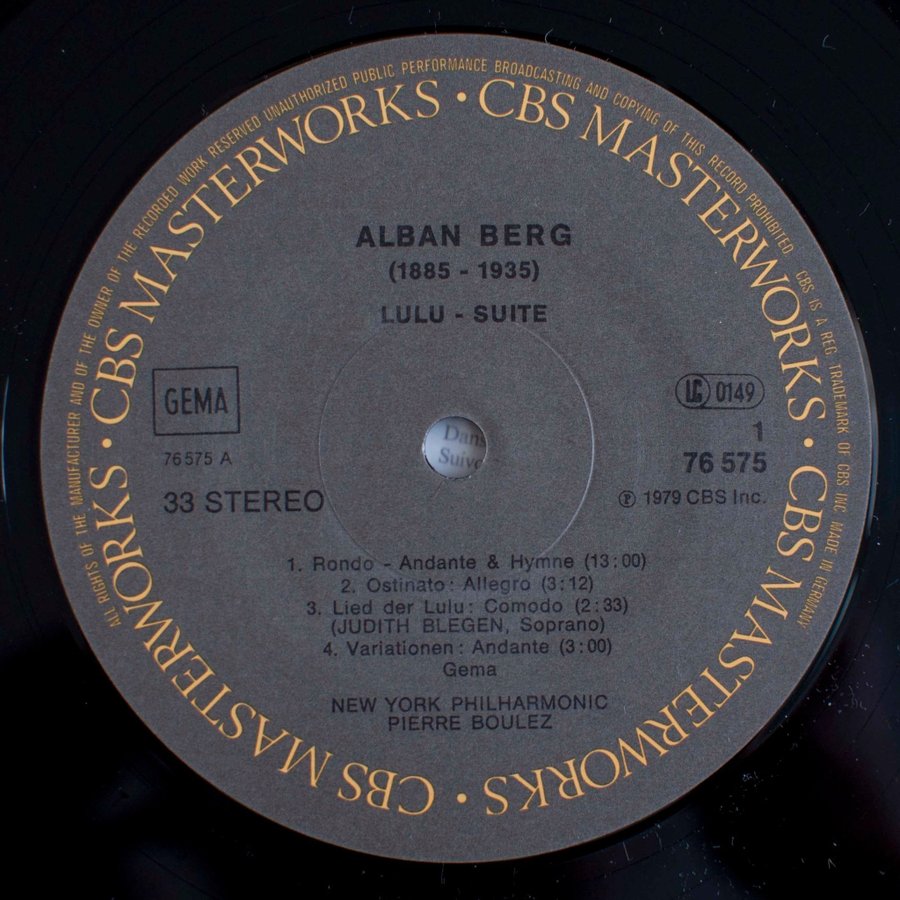 ALL RIGHTS OF THE MANUFACTURER AND OF THE OWNER OF THE RECORDED WORK RESERVED UNAUTHORIZED PUBLIC PERFORMANCE BROADCASTING AND COPYING OF THIS RECORD PROHIBITED CBS IS A REG TRADEMARK OF CBS INC MADE IN GERMANY
CBS MASTERWORKS • CBS MASTERWORKS • CBS MASTERWORKS • CBS MASTERWORKS • CBS MASTERWORKS •
ALBAN BERG
(1885 - 1935)
LULU - SUITE
GEMA
LC 0149
76 575 A
1
76 575
33 STEREO
℗ 1979 CBS Inc.
Dans
Suivo
1. Rondo - Andante & Hymne (13:00)
2. Ostinato: Allegro (3:12)
3. Lied der Lulu: Comodo (2:33)
(JUDITH BLEGEN, Soprano)
4. Variationen: Andante (3:00)
Gema
NEW YORK PHILHARMONIC
PIERRE BOULEZ